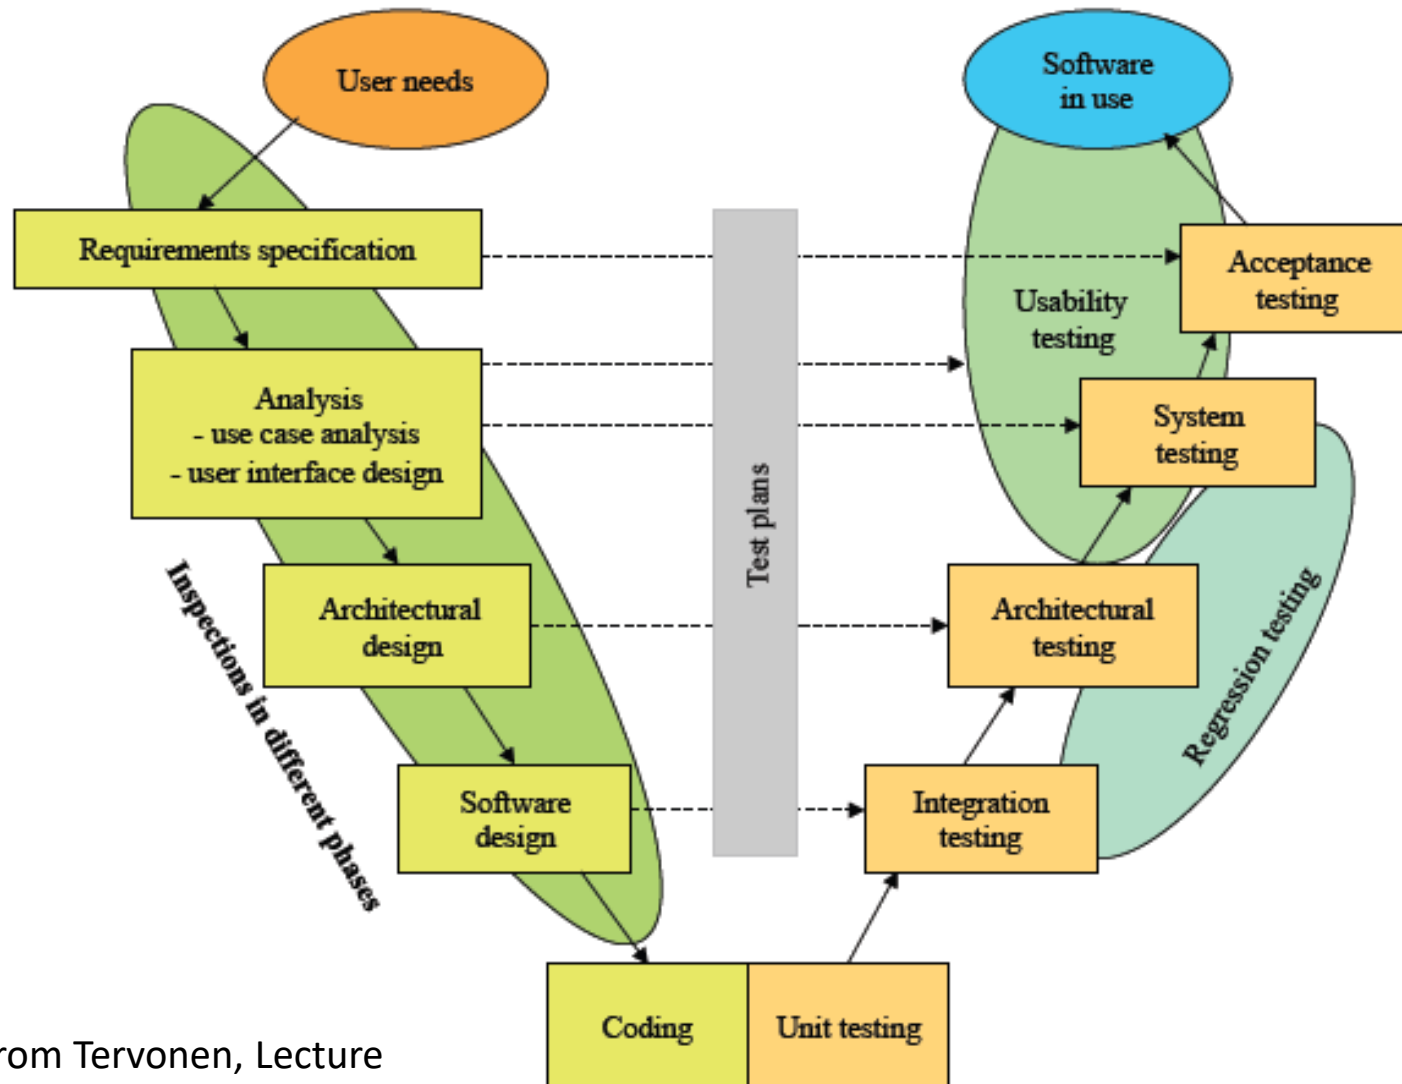 User needs
Software
in use
Requirements specification
Acceptance
testing
Usability
testing
Analysis
- use case analysis
- user interface design
System
testing
Test plans
Inspections in different phases
Architectural
design
Architectural
testing
Regression testing
Software
design
Integration
testing
Coding
Unit testing
Tervonen, Lecture